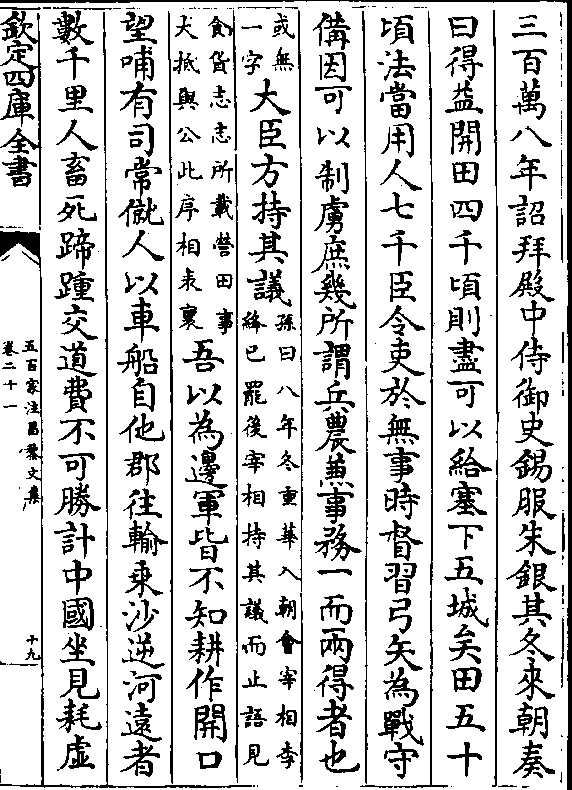 三百萬八年詔拜殿中侍御史錫服朱銀其冬來朝奏
曰得益開田四千頃則盡可以給塞下五城矣田五十
頃法當用人七千臣令吏於無事時督習弓矢為戰守
備因可以制虜庶幾所謂兵農兼事務一而兩得者也
或無
一字
大臣方持其議
孫曰八年冬重華入朝會宰相李
絳已罷後宰相持其議而止語見
食貨志志所載營田事
大抵與公此序相表裏
吾以為邊軍皆不知耕作開口
望哺有司常僦人以車船自他郡往輸乘沙逆河遠者
數千里人畜死蹄踵交道費不可勝計中國坐見耗虛
欽定四庫全書
五百家注昌黎文集
卷二十一
十九